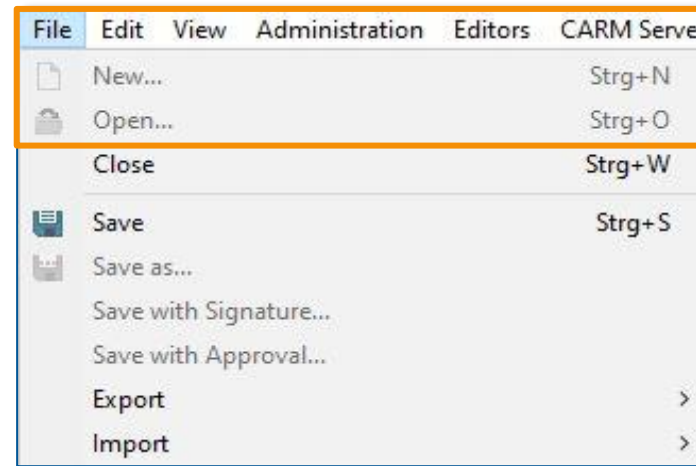 File Edit View Administration Editors CARM Serve
New... Strg+N
Open... Strg+O
Close Strg+W
Save Strg+S
Save as...
Save with Signature...
Save with Approval...
Export >
Import >